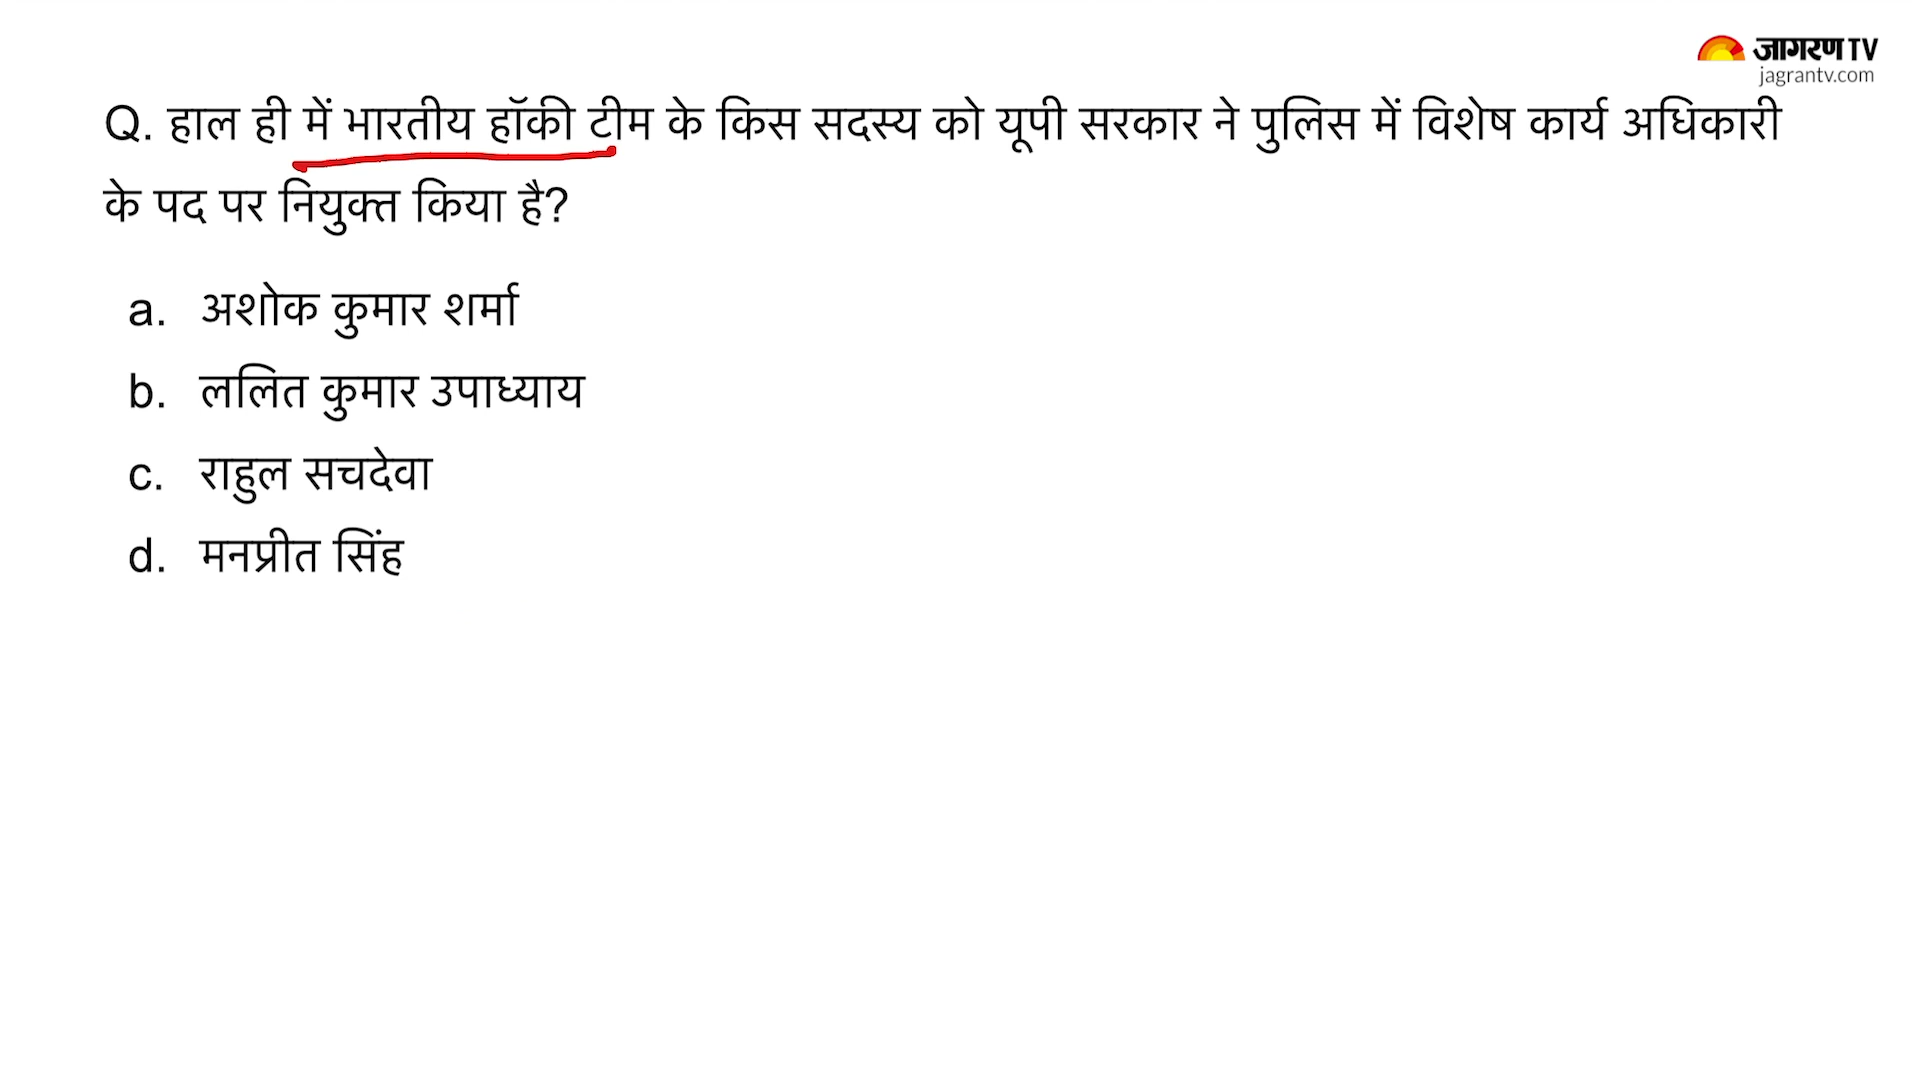 जागरण TV
jagrantv.com
Q. हाल ही में भारतीय हॉकी टीम के किस सदस्य को यूपी सरकार ने पुलिस में विशेष कार्य अधिकारी
के पद पर नियुक्त किया है?
a. अशोक कुमार शर्मा
b. ललित कुमार उपाध्याय
c. राहुल सचदेवा
d. मनप्रीत सिंह